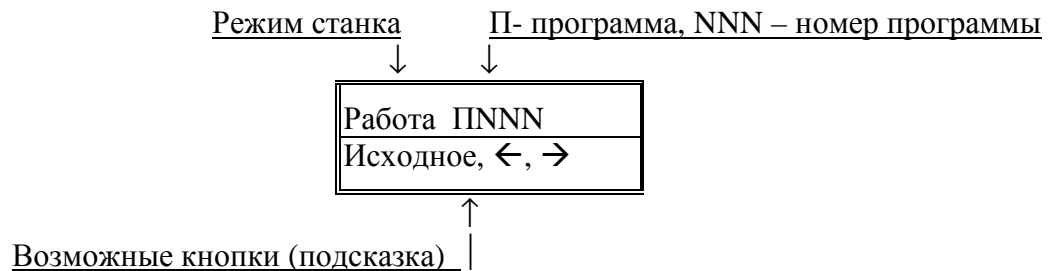 Режим станка П- программа, NNN – номер программы
↓ ↓
Работа ПNNN
Исходное, ←, →
↑
Возможные кнопки (подсказка)